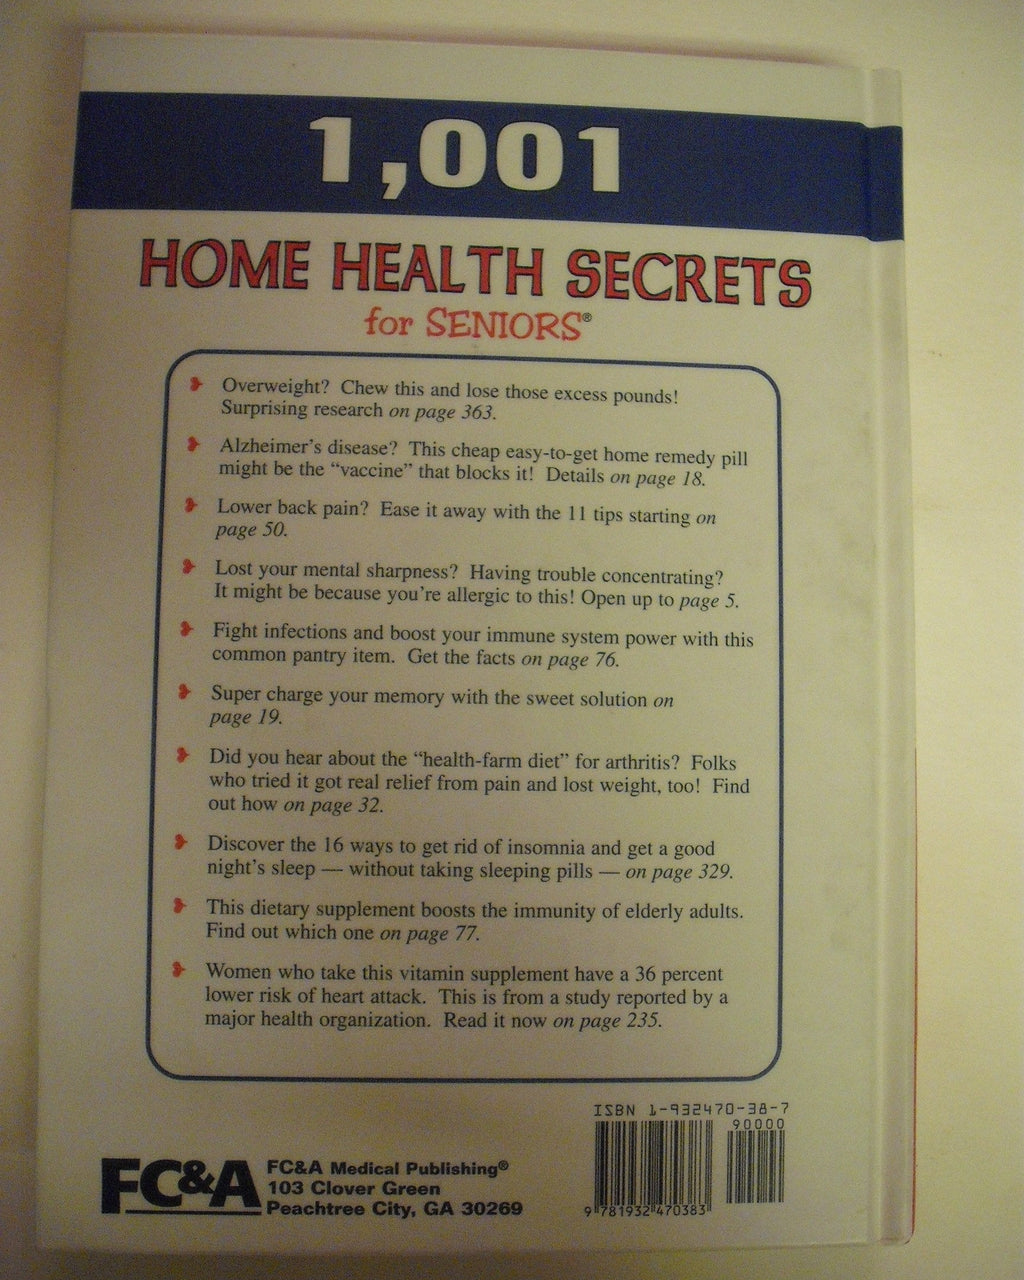 1,001
HOME HEALTH SECRETS
for SENIORS®
Overweight? Chew this and lose those excess pounds!
Surprising research on page 363.
Alzheimer's disease? This cheap easy-to-get home remedy pill
might be the “vaccine” that blocks it! Details on page 18.
Lower back pain? Ease it away with the 11 tips starting on
page 50.
Lost your mental sharpness? Having trouble concentrating?
It might be because you're allergic to this! Open up to page 5.
Fight infections and boost your immune system power with this
common pantry item. Get the facts on page 76.
Super charge your memory with the sweet solution on
page 19.
Did you hear about the “health-farm diet” for arthritis? Folks
who tried it got real relief from pain and lost weight, too! Find
out how on page 32.
Discover the 16 ways to get rid of insomnia and get a good
night's sleep — without taking sleeping pills — on page 329.
This dietary supplement boosts the immunity of elderly adults.
Find out which one on page 77.
Women who take this vitamin supplement have a 36 percent
lower risk of heart attack. This is from a study reported by a
major health organization. Read it now on page 235.
ISBN 1-932470-38-7
90000
9 781932 470383
FC&A
FC&A Medical Publishing®
103 Clover Green
Peachtree City, GA 30269